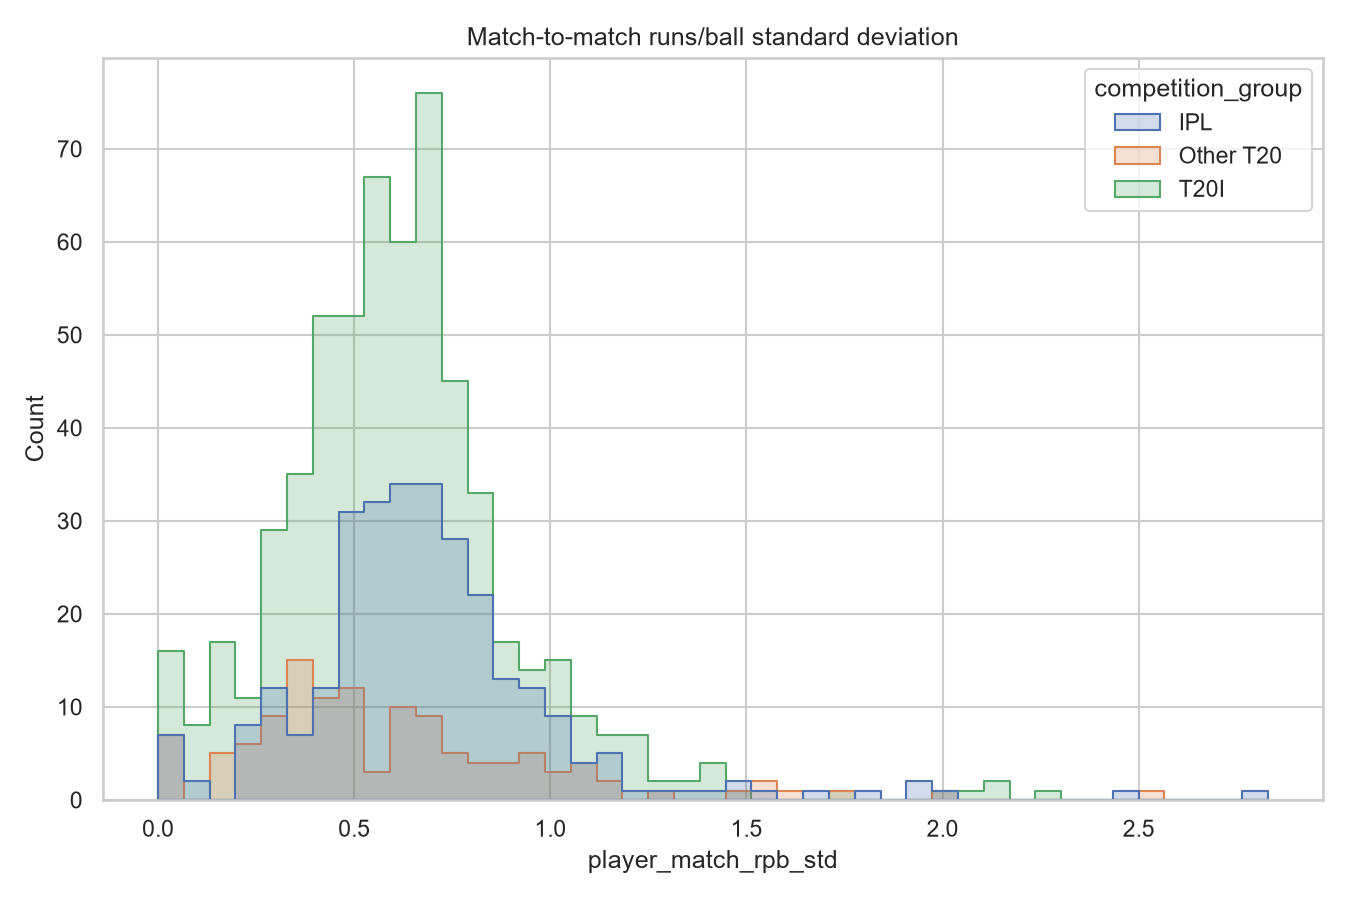 Match-to-match runs/ball standard deviation
competition_group
IPL
Other T20
T20I
Count
70
60
50
40
30
20
10
0
0.0 0.5 1.0 1.5 2.0 2.5
player_match_rpb_std